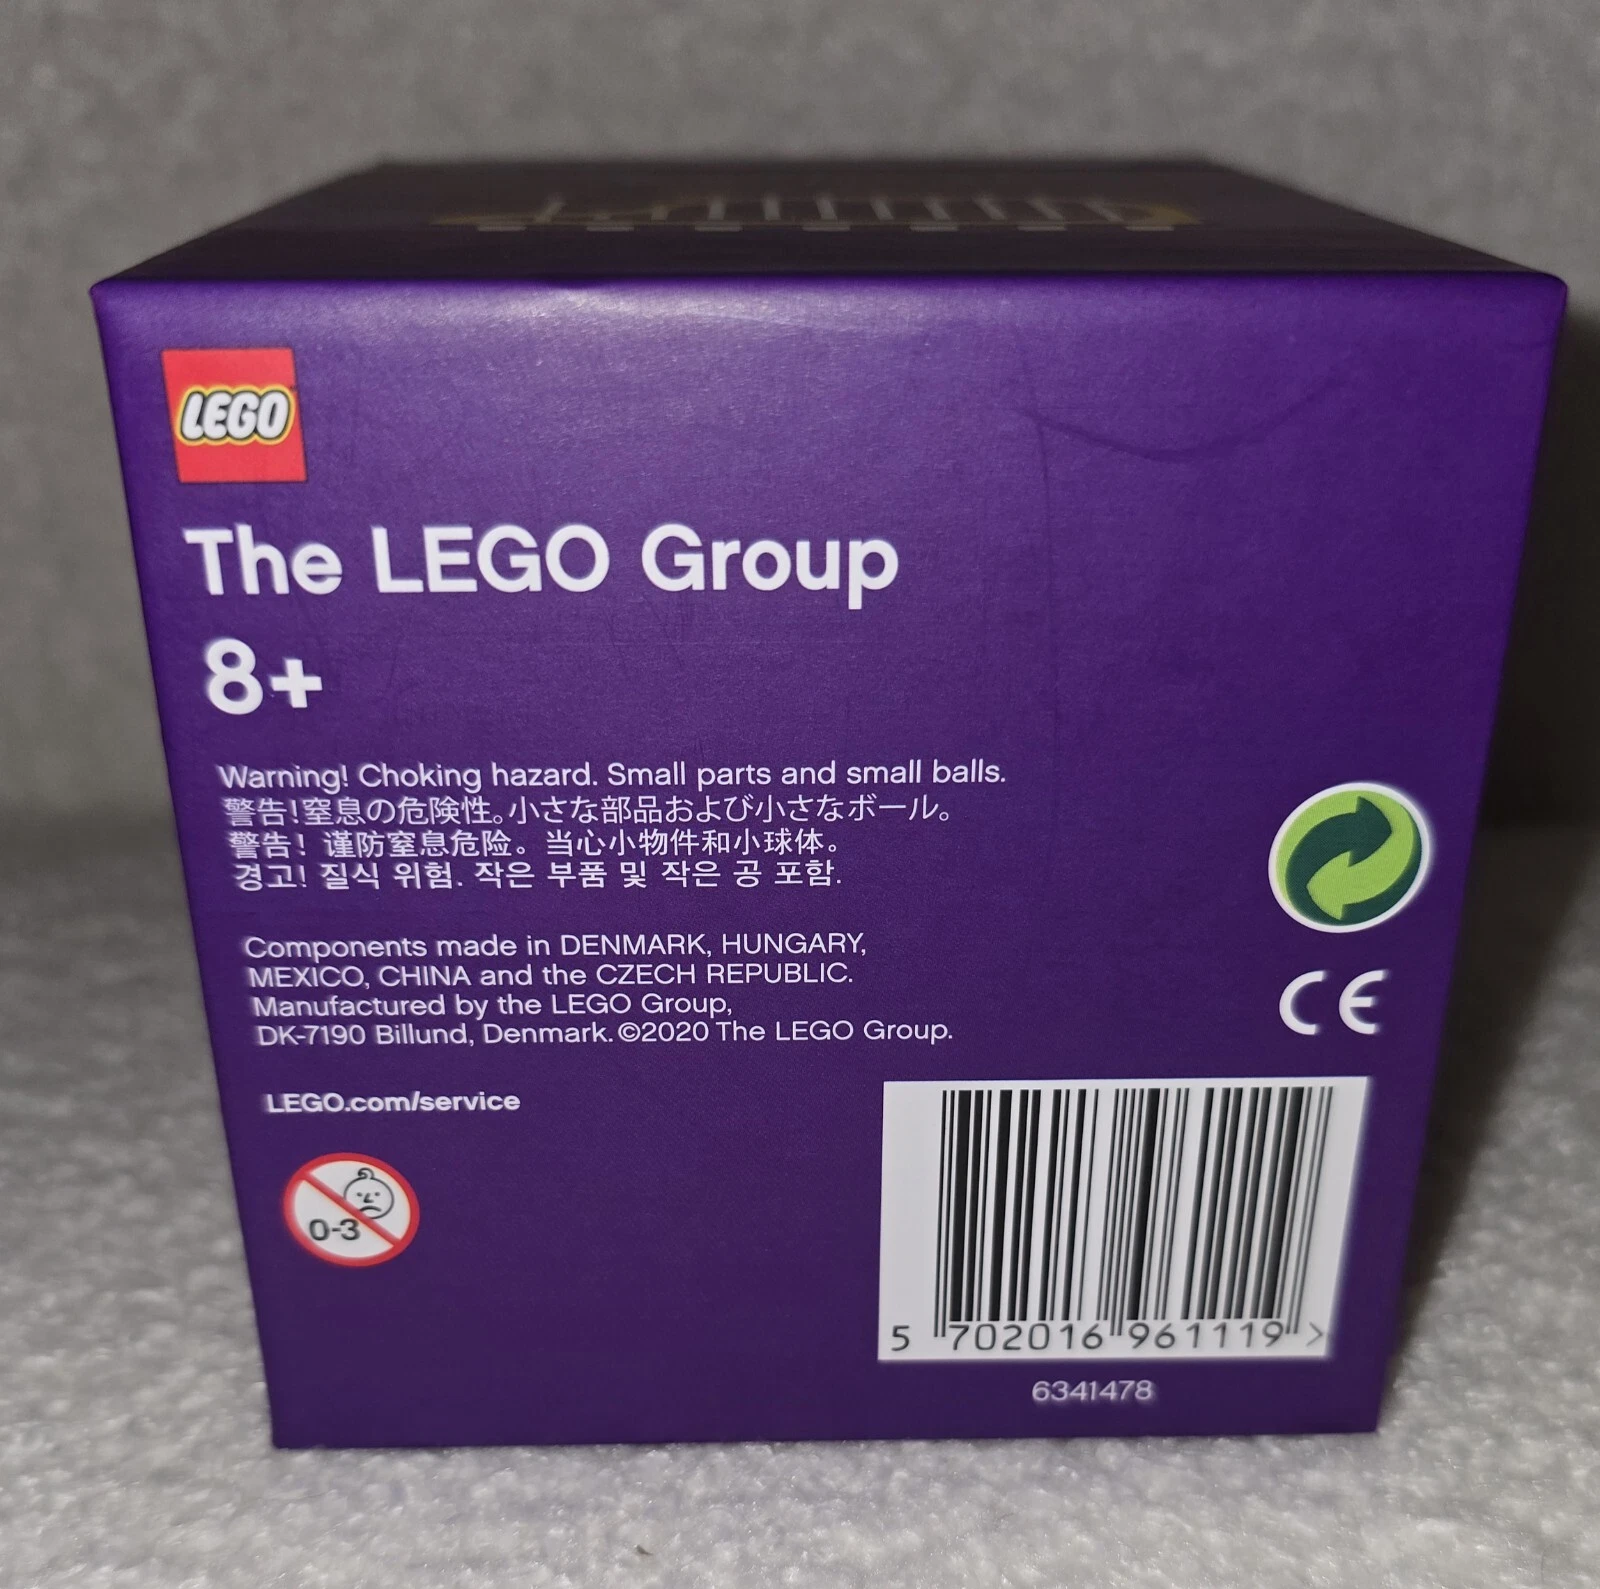 LEGO
The LEGO Group
8+
Warning! Choking hazard. Small parts and small balls.
警告!窒息の危険性。小さな部品および小さなボール。
警告! 谨防窒息危险。当心小物件和小球体。
경고! 질식 위험. 작은 부품 및 작은 공 포함.
Components made in DENMARK, HUNGARY,
MEXICO, CHINA and the CZECH REPUBLIC.
Manufactured by the LEGO Group,
DK-7190 Billund, Denmark. ©2020 The LEGO Group.
LEGO.com/service
0-3
CE
5 702016 961119 >
6341478